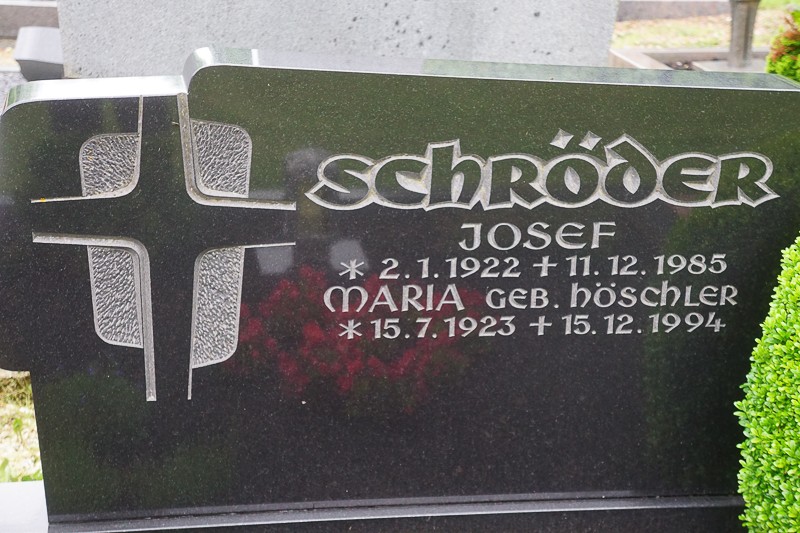 SCHRÖDER
JOSEF
* 2.1.1922 + 11.12.1985
MARIA GEB. HÖSCHLER
* 15.7.1923 + 15.12.1994